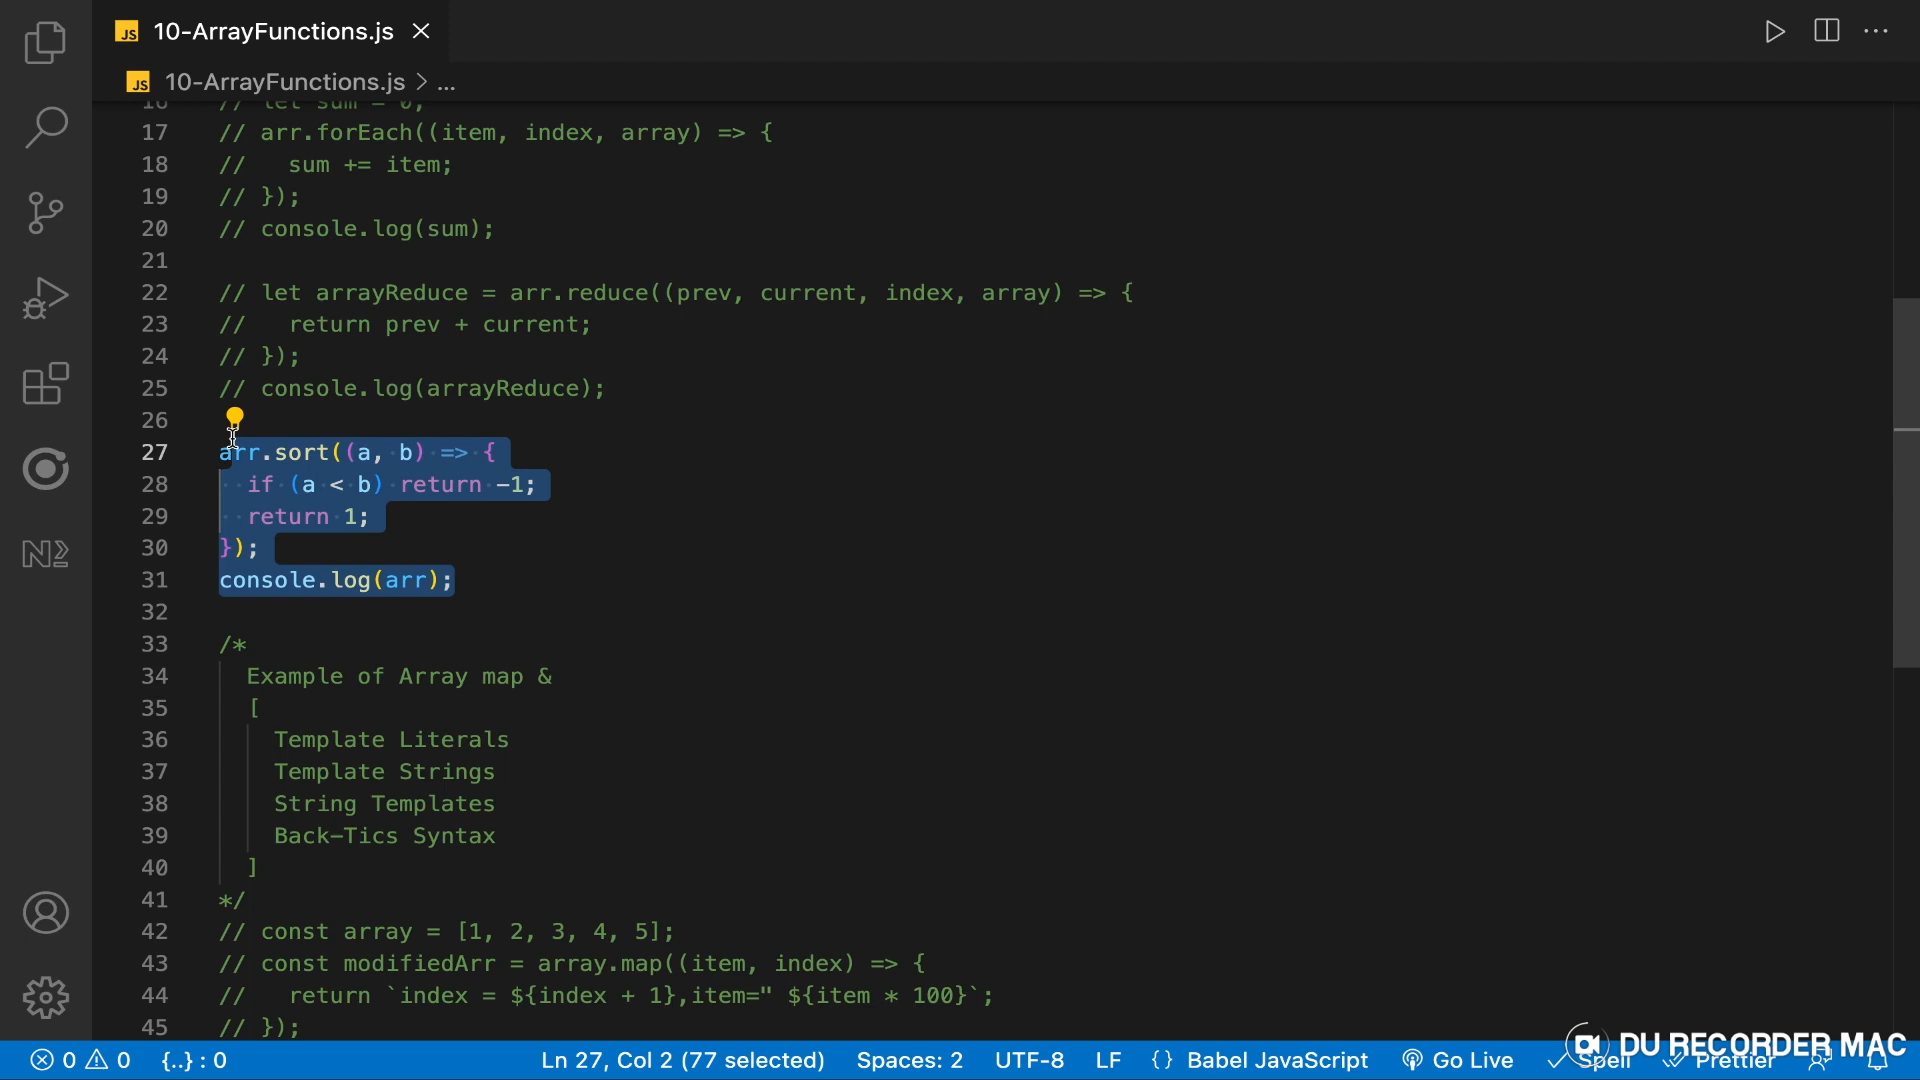 JS 10-ArrayFunctions.js
JS 10-ArrayFunctions.js > ...
16 // let sum = 0;
17 // arr.forEach((item, index, array) => {
18 //   sum += item;
19 // });
20 // console.log(sum);
21
22 // let arrayReduce = arr.reduce((prev, current, index, array) => {
23 //   return prev + current;
24 // });
25 // console.log(arrayReduce);
26
27 arr.sort((a, b) => {
28   if (a < b) return -1;
29   return 1;
30 });
31 console.log(arr);
32
33 /*
34   Example of Array map &
35   [
36     Template Literals
37     Template Strings
38     String Templates
39     Back-Tics Syntax
40   ]
41 */
42 // const array = [1, 2, 3, 4, 5];
43 // const modifiedArr = array.map((item, index) => {
44 //   return `index = ${index + 1},item=" ${item * 100}`;
45 // });
0 0 {..} : 0 Ln 27, Col 2 (77 selected) Spaces: 2 UTF-8 LF {} Babel JavaScript Go Live Spell Prettier
DU RECORDER MAC